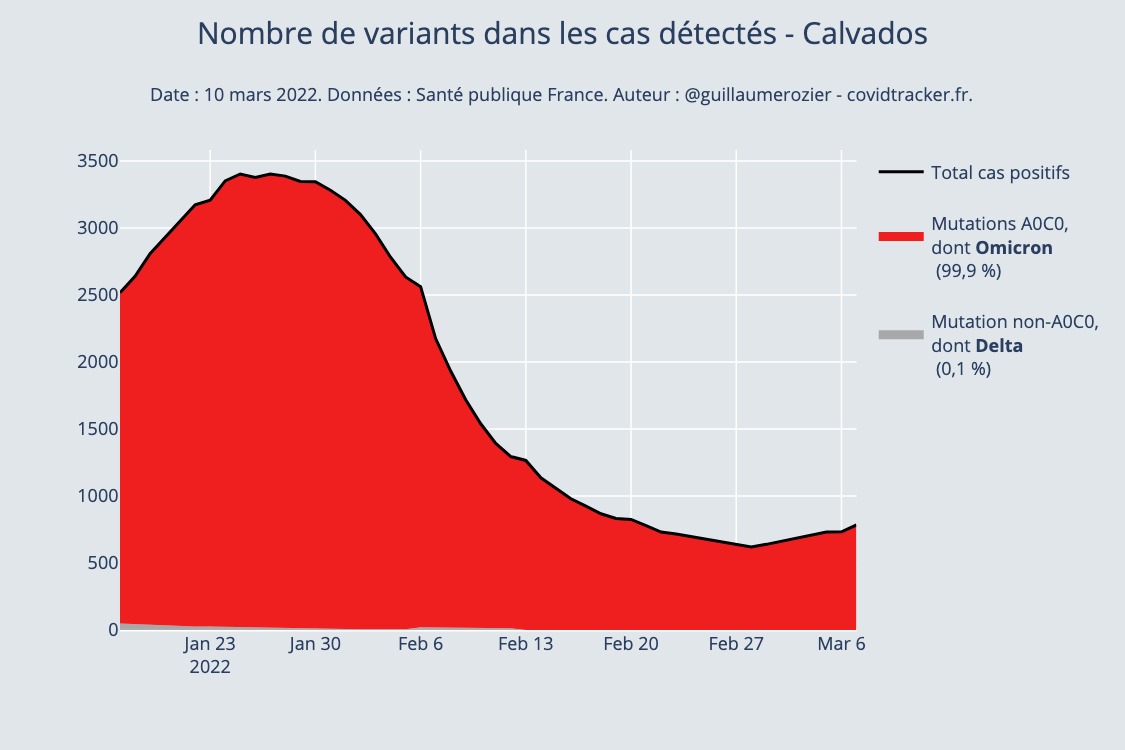 Nombre de variants dans les cas détectés - Calvados
Date : 10 mars 2022. Données : Santé publique France. Auteur : @guillaumerozier - covidtracker.fr.
3500
3000
2500
2000
1500
1000
500
0
Jan 23
2022
Jan 30
Feb 6
Feb 13
Feb 20
Feb 27
Mar 6
Total cas positifs
Mutations A0C0,
dont Omicron
(99,9 %)
Mutation non-A0C0,
dont Delta
(0,1 %)